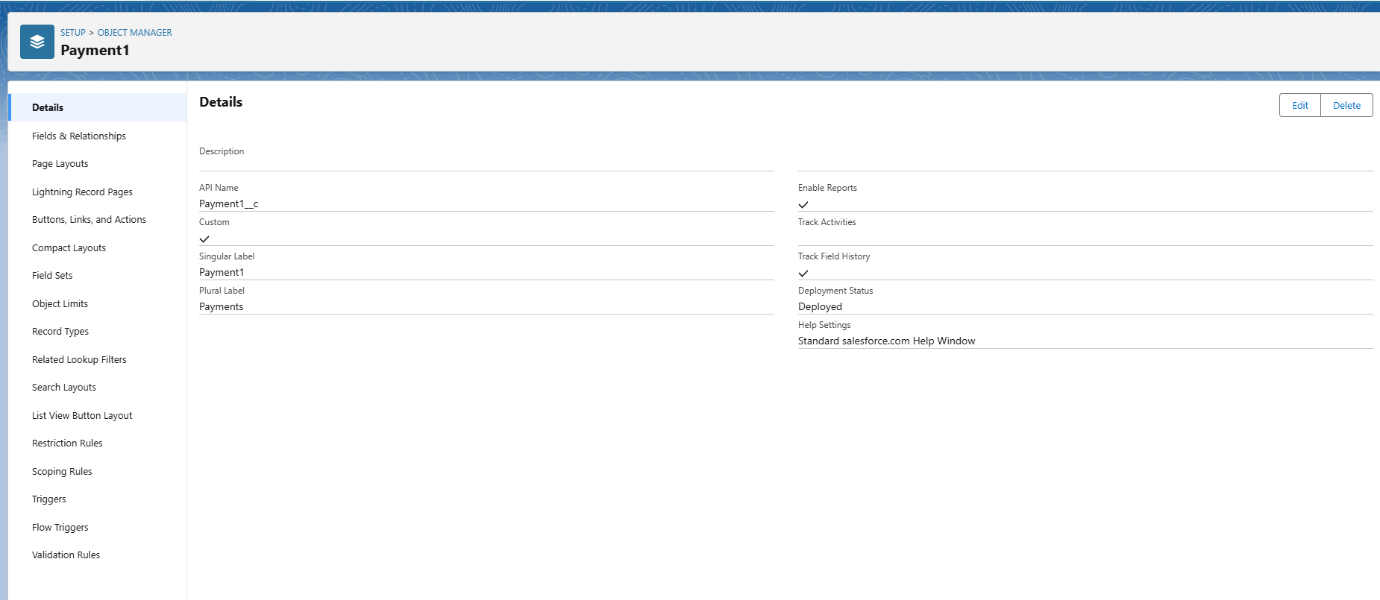 SETUP > OBJECT MANAGER
Payment1
Details
Fields & Relationships
Page Layouts
Lightning Record Pages
Buttons, Links, and Actions
Compact Layouts
Field Sets
Object Limits
Record Types
Related Lookup Filters
Search Layouts
List View Button Layout
Restriction Rules
Scoping Rules
Triggers
Flow Triggers
Validation Rules
Details
Edit
Delete
Description
API Name
Payment1__c
Custom
Singular Label
Payment1
Plural Label
Payments
Enable Reports
Track Activities
Track Field History
Deployment Status
Deployed
Help Settings
Standard salesforce.com Help Window